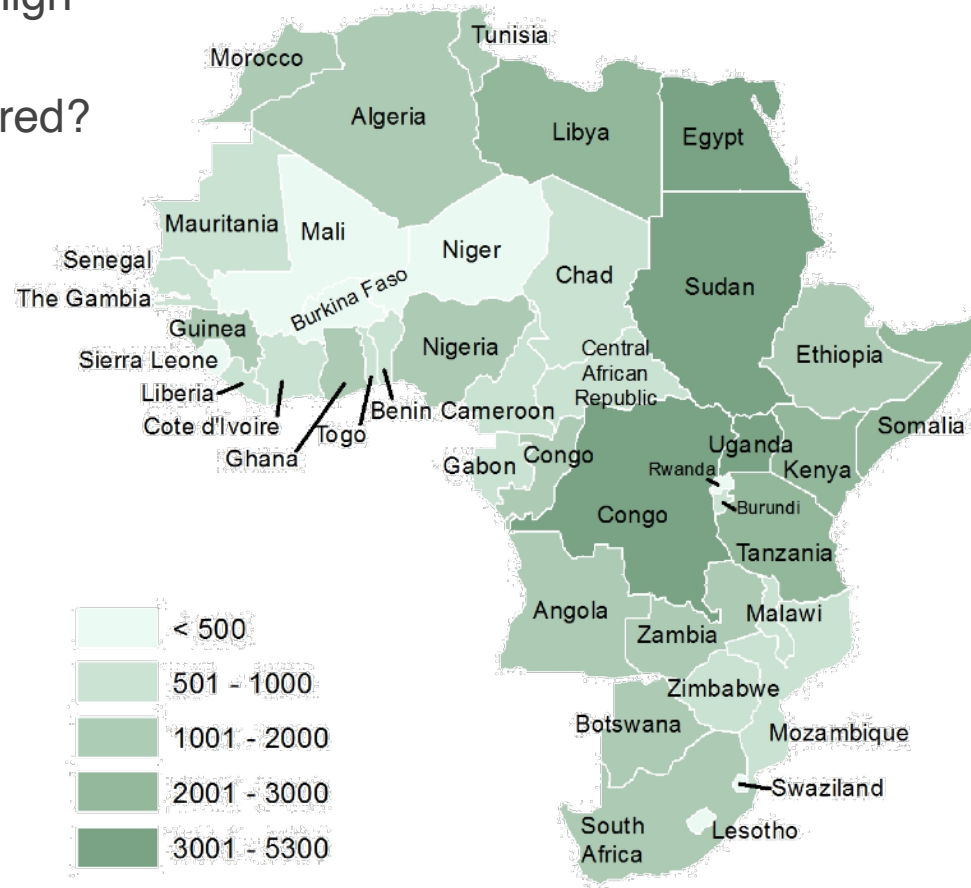 lign
red?
Tunisia
Morocco
Algeria
Libya
Egypt
Mauritania
Mali
Niger
Chad
Sudan
Senegal
The Gambia
Burkina Faso
Guinea
Nigeria
Central
African
Republic
Ethiopia
Sierra Leone
Liberia
Cote d'Ivoire
Togo
Ghana
Benin
Cameroon
Somalia
Uganda
Kenya
Gabon
Congo
Rwanda
Burundi
Congo
Tanzania
Angola
Malawi
Zambia
Zimbabwe
Botswana
Mozambique
Swaziland
South
Africa
Lesotho
< 500
501 - 1000
1001 - 2000
2001 - 3000
3001 - 5300